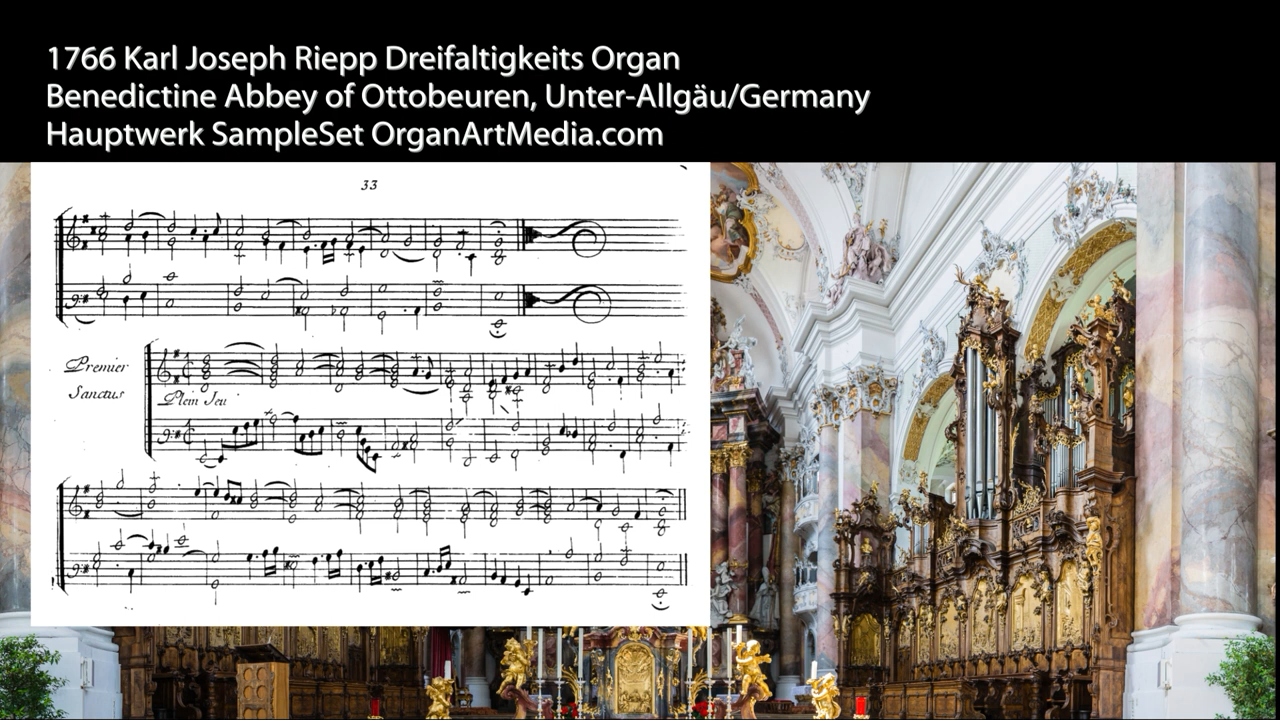 1766 Karl Joseph Riepp Dreifaltigkeits Organ
Benedictine Abbey of Ottobeuren, Unter-Allgäu/Germany
Hauptwerk SampleSet OrganArtMedia.com
33
Premier
Sanctus
Plein Jeu